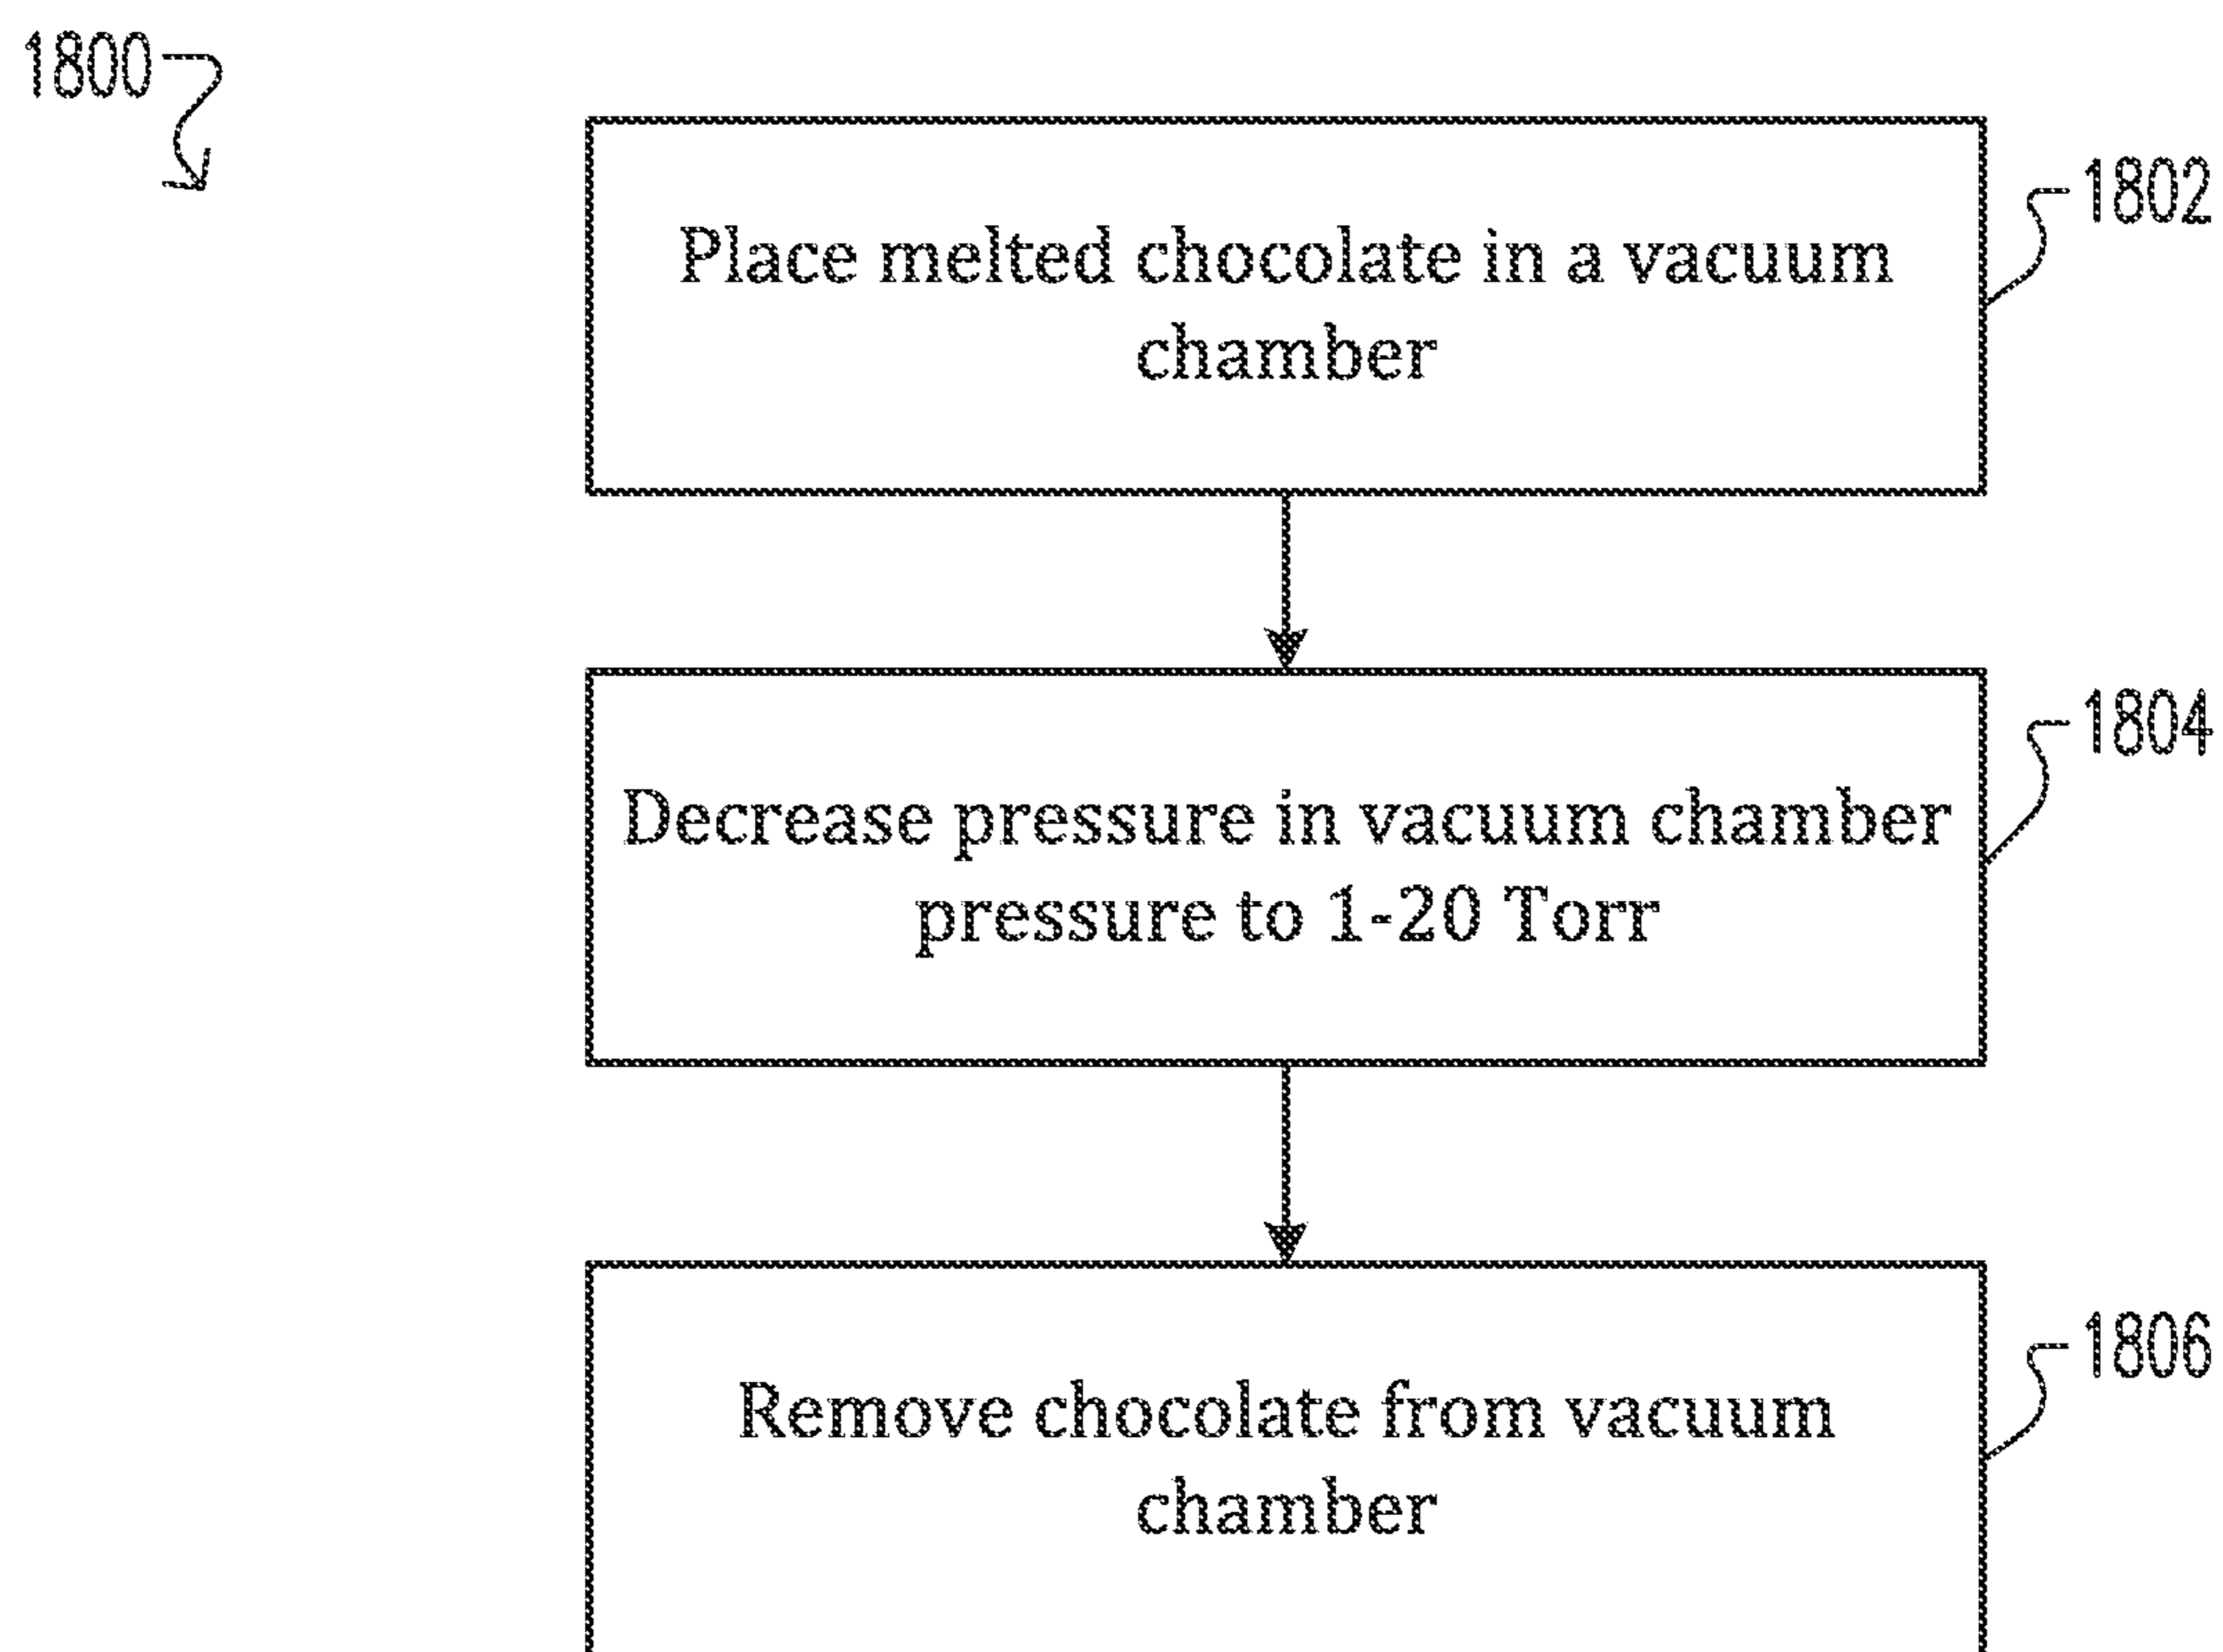 1800
1802
Place melted chocolate in a vacuum
chamber
1804
Decrease pressure in vacuum chamber
pressure to 1-20 Torr
1806
Remove chocolate from vacuum
chamber